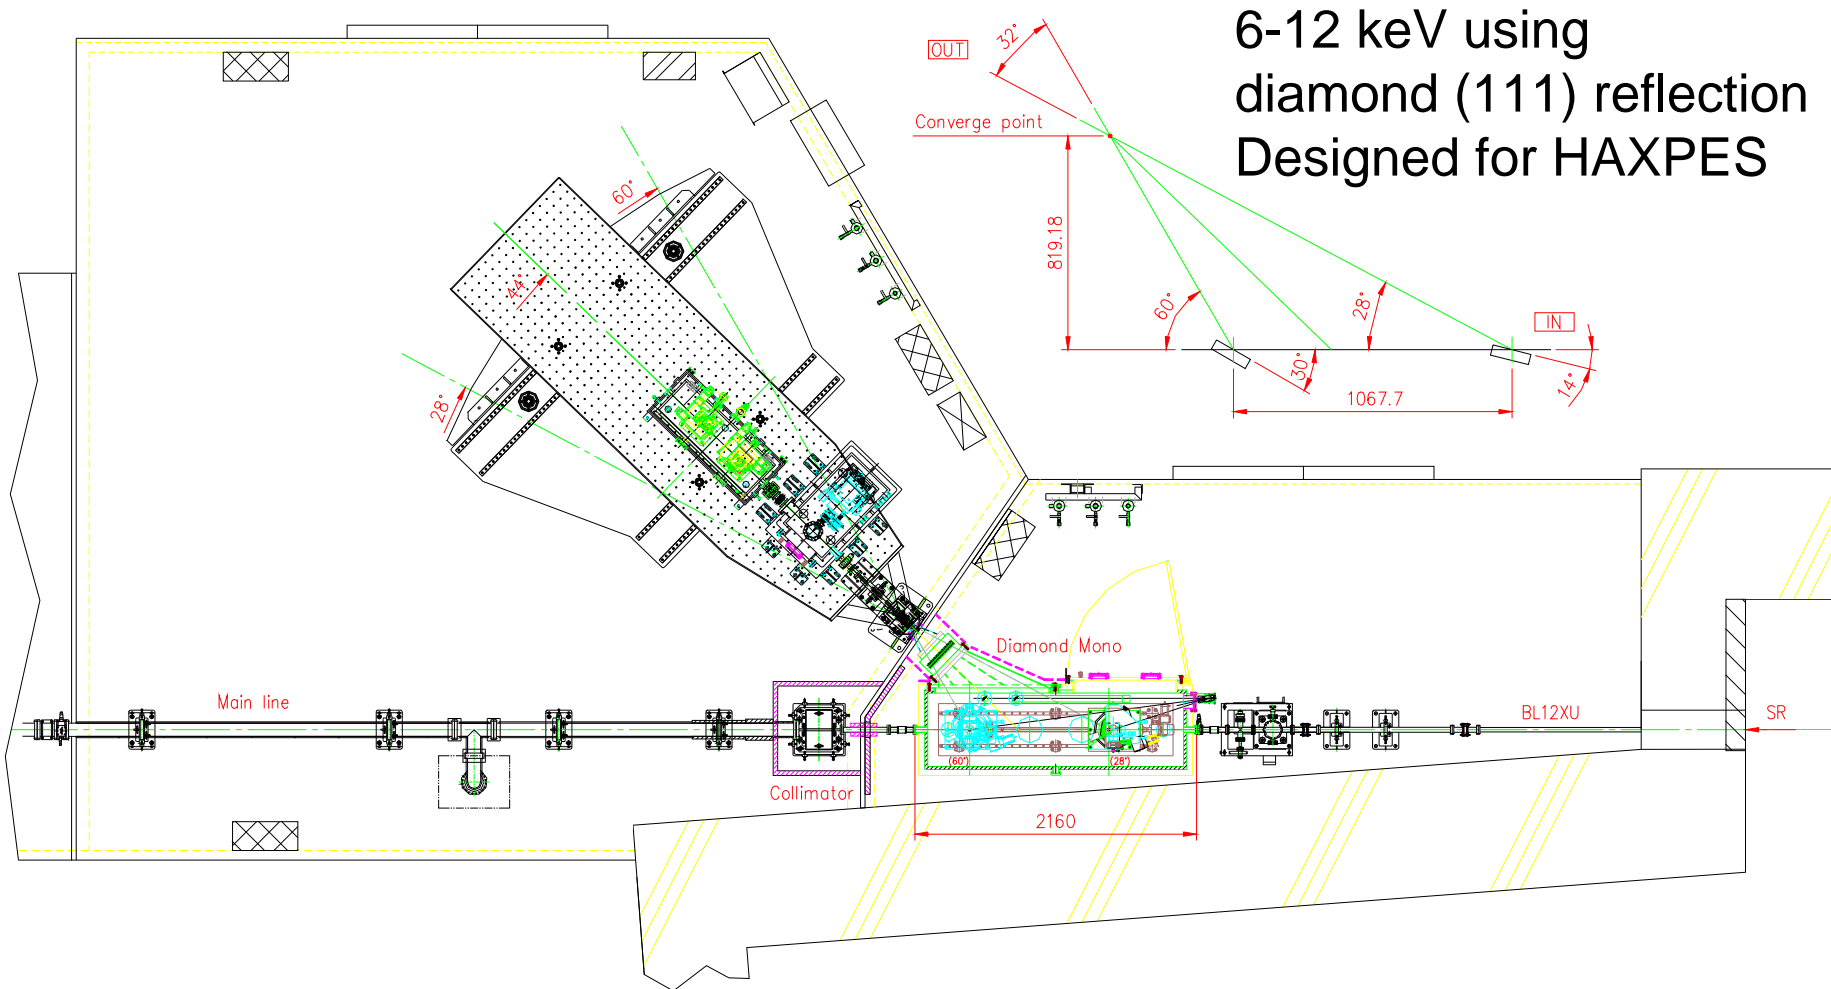 6-12 keV using
diamond (111) reflection
Designed for HAXPES
OUT
32°
Converge point
819.18
60°
28°
IN
30°
14°
1067.7
60°
44°
28°
Diamond Mono
Main line
BL12XU
SR
(60°)
(28°)
Collimator
2160